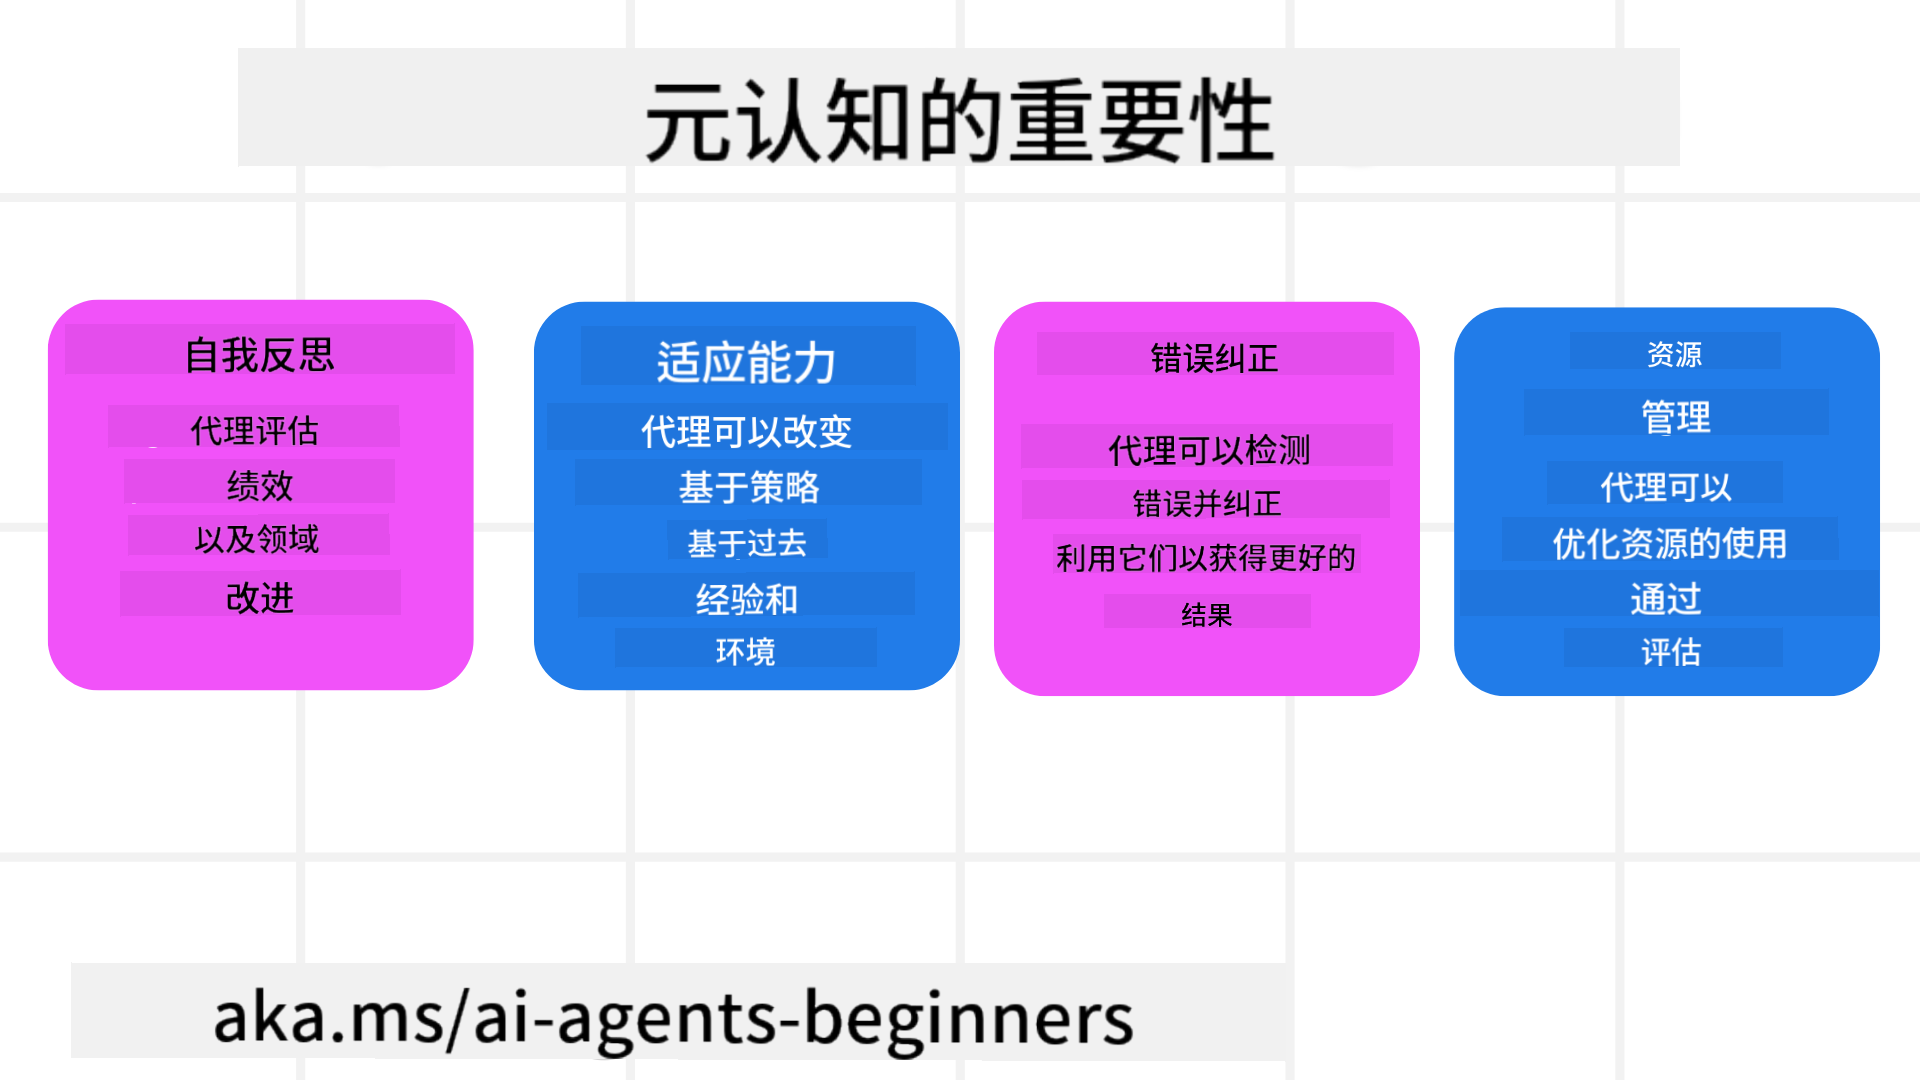 元认知的重要性
自我反思
代理评估
绩效
以及领域
改进
适应能力
代理可以改变
基于策略
基于过去
经验和
环境
错误纠正
代理可以检测
错误并纠正
利用它们以获得更好的
结果
资源
管理
代理可以
优化资源的使用
通过
评估
aka.ms/ai-agents-beginners